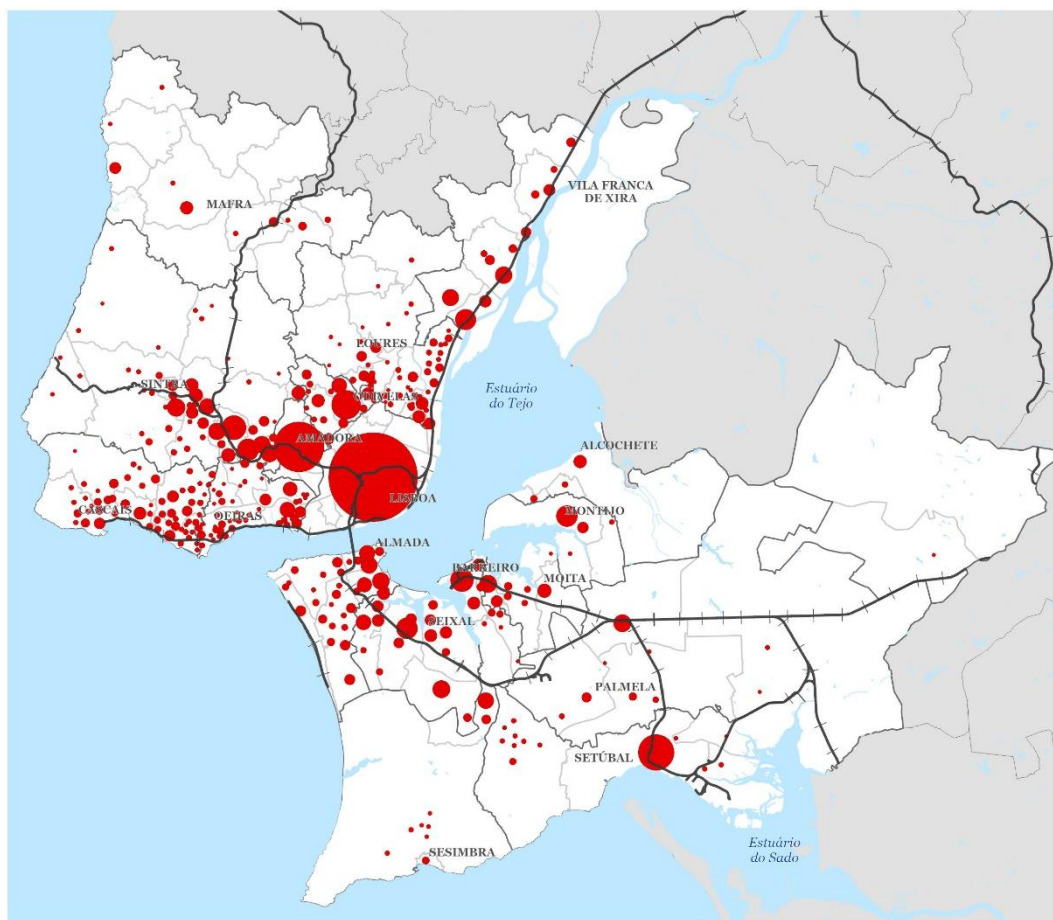 VILA FRANCA
DE XIRA
MAFRA
LOURES
Estuário
do Tejo
SINTRA
ODIVELAS
AMADORA
ALCOCHETE
LISBOA
CASCAIS
OEIRAS
MONTIJO
ALMADA
BARREIRO
MOITA
SEIXAL
PALMELA
SETÚBAL
Estuário
do Sado
SESIMBRA